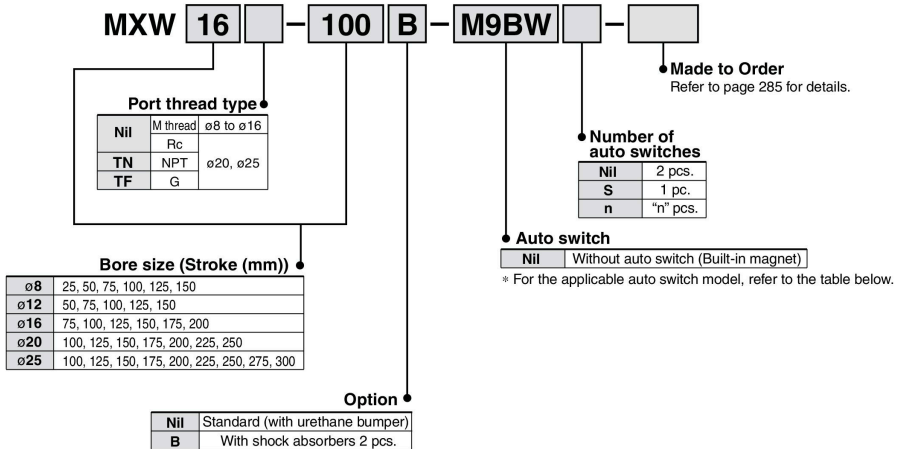 MXW 16 – 100 B – M9BW –
Made to Order
Refer to page 285 for details.
Port thread type
Nil M thread ø8 to ø16
Rc ø20, ø25
TN NPT
TF G
Number of
auto switches
Nil 2 pcs.
S 1 pc.
n “n” pcs.
Auto switch
Nil Without auto switch (Built-in magnet)
* For the applicable auto switch model, refer to the table below.
Bore size (Stroke (mm))
ø8 25, 50, 75, 100, 125, 150
ø12 50, 75, 100, 125, 150
ø16 75, 100, 125, 150, 175, 200
ø20 100, 125, 150, 175, 200, 225, 250
ø25 100, 125, 150, 175, 200, 225, 250, 275, 300
Option
Nil Standard (with urethane bumper)
B With shock absorbers 2 pcs.